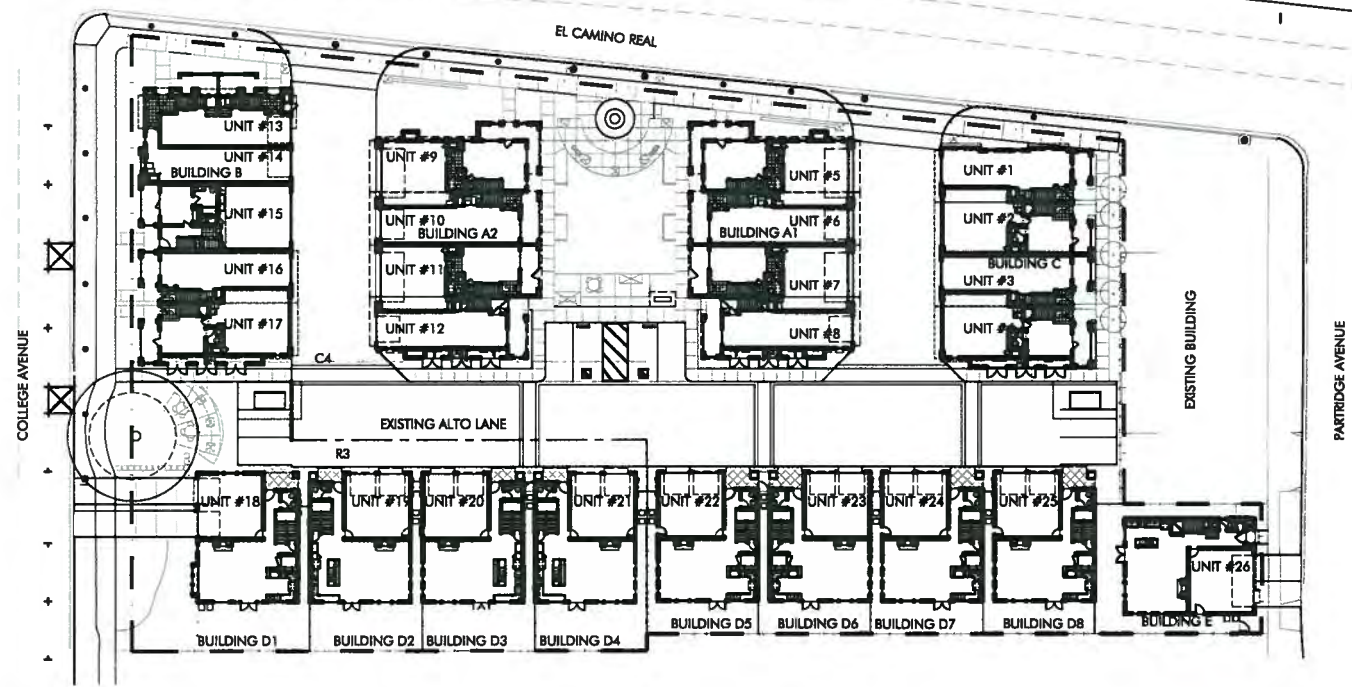 EL CAMINO REAL
UNIT #13
UNIT #14
BUILDING B
UNIT #15
UNIT #16
UNIT #17
UNIT #9
UNIT #10
BUILDING A2
UNIT #11
UNIT #12
UNIT #5
UNIT #6
BUILDING A1
UNIT #7
UNIT #8
UNIT #1
UNIT #2
BUILDING C
UNIT #3
UNIT #
C4
EXISTING ALTO LANE
R3
COLLEGE AVENUE
EXISTING BUILDING
PARTRIDGE AVENUE
UNIT #18
UNIT #19
UNIT #20
UNIT #21
UNIT #22
UNIT #23
UNIT #24
UNIT #25
UNIT #26
BUILDING D1
BUILDING D2
BUILDING D3
BUILDING D4
BUILDING D5
BUILDING D6
BUILDING D7
BUILDING D8
BUILDING E